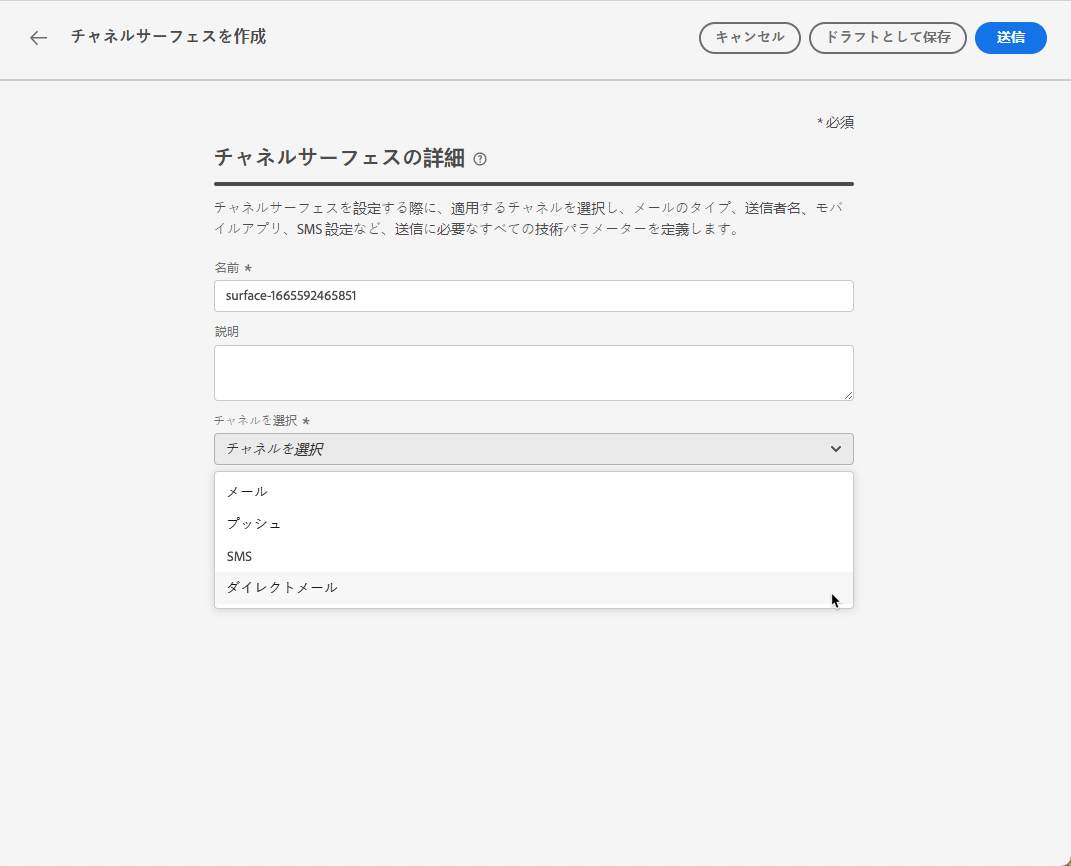 チャネルサーフェスを作成
キャンセル
ドラフトとして保存
送信
* 必須
チャネルサーフェスの詳細
チャネルサーフェスを設定する際に、適用するチャネルを選択し、メールのタイプ、送信者名、モバ
イルアプリ、SMS 設定など、送信に必要なすべての技術パラメーターを定義します。
名前 *
surface-1665592465851
説明
チャネルを選択 *
チャネルを選択
メール
プッシュ
SMS
ダイレクトメール